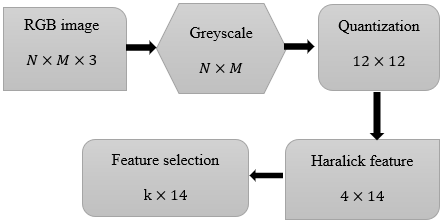 RGB image
N × M × 3
Greyscale
N × M
Quantization
12 × 12
Haralick feature
4 × 14
Feature selection
k × 14